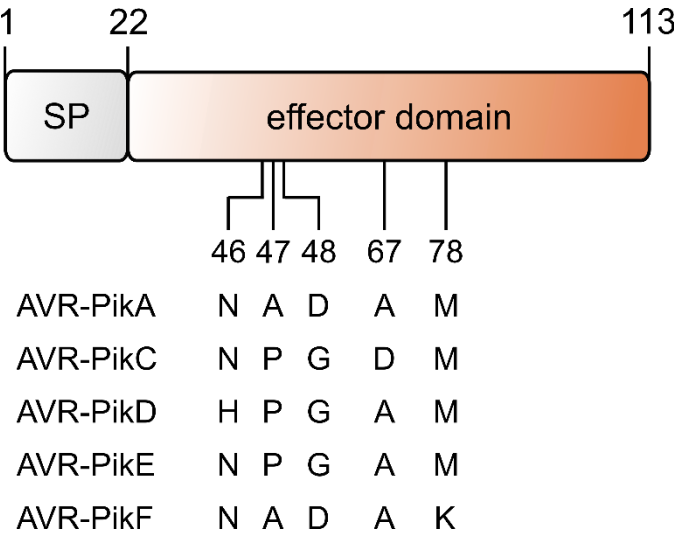 1 22 113
SP effector domain
46 47 48 67 78
AVR-PikA N A D A M
AVR-PikC N P G D M
AVR-PikD H P G A M
AVR-PikE N P G A M
AVR-PikF N A D A K